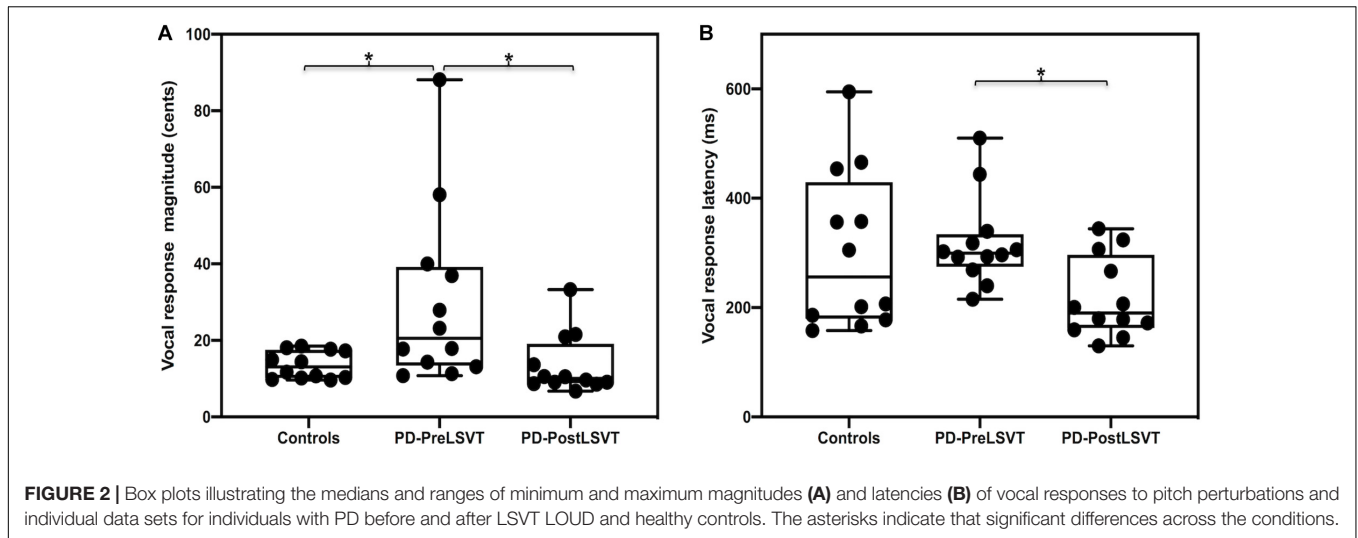 A
100
80
60
40
20
0
Vocal response magnitude (cents)
* *
Controls PD-PreLSVT PD-PostLSVT
B
600
400
200
0
Vocal response latency (ms)
*
Controls PD-PreLSVT PD-PostLSVT
FIGURE 2 | Box plots illustrating the medians and ranges of minimum and maximum magnitudes (A) and latencies (B) of vocal responses to pitch perturbations and
individual data sets for individuals with PD before and after LSVT LOUD and healthy controls. The asterisks indicate that significant differences across the conditions.